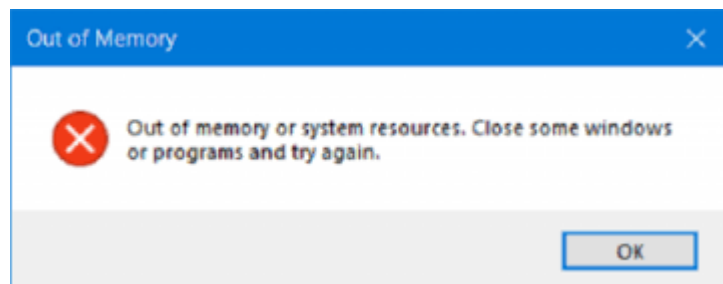 Out of Memory
Out of memory or system resources. Close some windows
or programs and try again.
OK